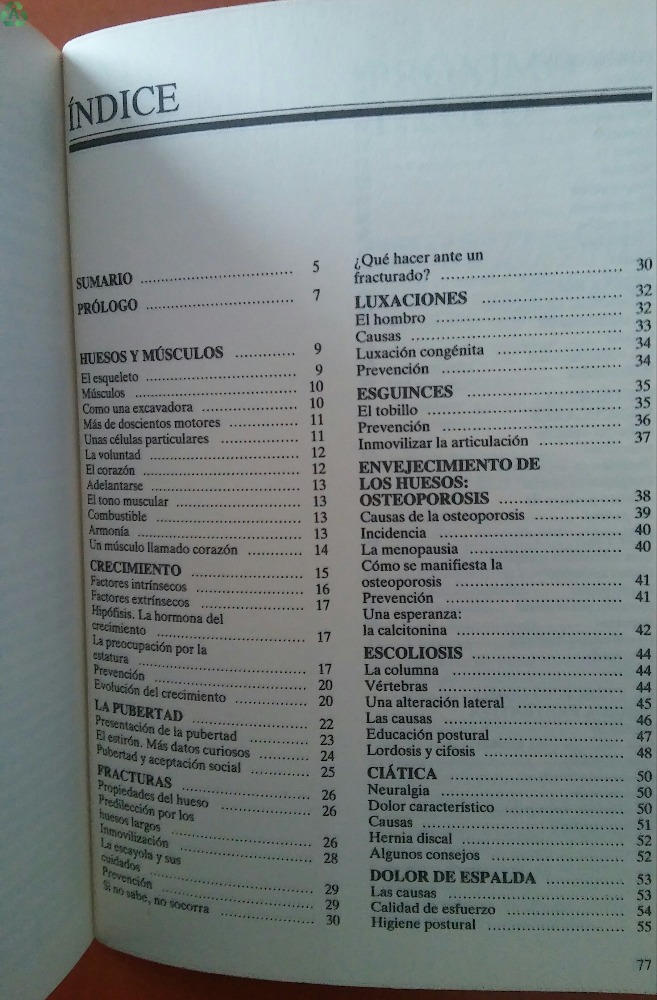 ÍNDICE
SUMARIO ........ 5
PRÓLOGO ........ 7
HUESOS Y MÚSCULOS ........ 9
El esqueleto ........ 9
Músculos ........ 10
Como una excavadora ........ 10
Más de doscientos motores ........ 11
Unas células particulares ........ 11
La voluntad ........ 12
El corazón ........ 12
Adelantarse ........ 13
El tono muscular ........ 13
Combustible ........ 13
Armonía ........ 13
Un músculo llamado corazón ........ 14
CRECIMIENTO ........ 15
Factores intrínsecos ........ 16
Factores extrínsecos ........ 17
Hipófisis. La hormona del
crecimiento ........ 17
La preocupación por la
estatura ........ 17
Prevención ........ 20
Evolución del crecimiento ........ 20
LA PUBERTAD ........ 22
Presentación de la pubertad ........ 23
El estirón. Más datos curiosos ........ 24
Pubertad y aceptación social ........ 25
FRACTURAS ........ 26
Propiedades del hueso ........ 26
Predilección por los
huesos largos ........ 26
Inmovilización ........ 28
La escayola y sus
cuidados ........ 29
Prevención ........ 29
Si no sabe, no socorra ........ 30
¿Qué hacer ante un
fracturado? ........ 30
LUXACIONES ........ 32
El hombro ........ 32
Causas ........ 33
Luxación congénita ........ 34
Prevención ........ 34
ESGUINCES ........ 35
El tobillo ........ 35
Prevención ........ 36
Inmovilizar la articulación ........ 37
ENVEJECIMIENTO DE
LOS HUESOS:
OSTEOPOROSIS ........ 38
Causas de la osteoporosis ........ 39
Incidencia ........ 40
La menopausia ........ 40
Cómo se manifiesta la
osteoporosis ........ 41
Prevención ........ 41
Una esperanza:
la calcitonina ........ 42
ESCOLIOSIS ........ 44
La columna ........ 44
Vértebras ........ 44
Una alteración lateral ........ 45
Las causas ........ 46
Educación postural ........ 47
Lordosis y cifosis ........ 48
CIÁTICA ........ 50
Neuralgia ........ 50
Dolor característico ........ 50
Causas ........ 51
Hernia discal ........ 52
Algunos consejos ........ 52
DOLOR DE ESPALDA ........ 53
Las causas ........ 53
Calidad de esfuerzo ........ 54
Higiene postural ........ 55
77